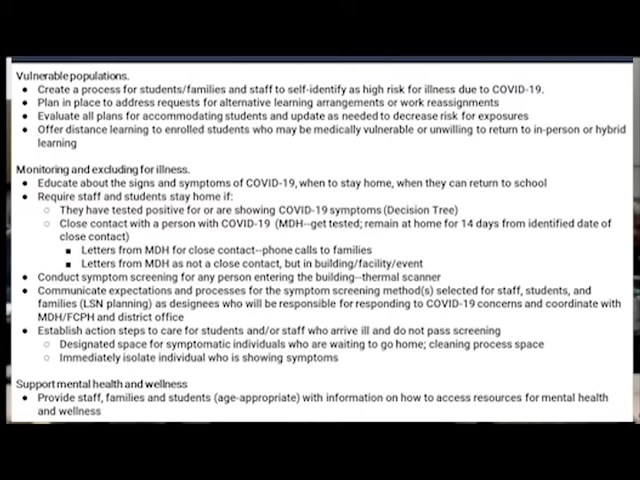 Vulnerable populations.
● Create a process for students/families and staff to self-identify as high risk for illness due to COVID-19.
● Plan in place to address requests for alternative learning arrangements or work reassignments
● Evaluate all plans for accommodating students and update as needed to decrease risk for exposures
● Offer distance learning to enrolled students who may be medically vulnerable or unwilling to return to in-person or hybrid
learning
Monitoring and excluding for illness.
● Educate about the signs and symptoms of COVID-19, when to stay home, when they can return to school
● Require staff and students stay home if:
○ They have tested positive for or are showing COVID-19 symptoms (Decision Tree)
○ Close contact with a person with COVID-19 (MDH--get tested; remain at home for 14 days from identified date of
close contact)
■ Letters from MDH for close contact--phone calls to families
■ Letters from MDH as not a close contact, but in building/facility/event
● Conduct symptom screening for any person entering the building--thermal scanner
● Communicate expectations and processes for the symptom screening method(s) selected for staff, students, and
families (LSN planning) as designees who will be responsible for responding to COVID-19 concerns and coordinate with
MDH/FCPH and district office
● Establish action steps to care for students and/or staff who arrive ill and do not pass screening
○ Designated space for symptomatic individuals who are waiting to go home; cleaning process space
○ Immediately isolate individual who is showing symptoms
Support mental health and wellness
● Provide staff, families and students (age-appropriate) with information on how to access resources for mental health
and wellness